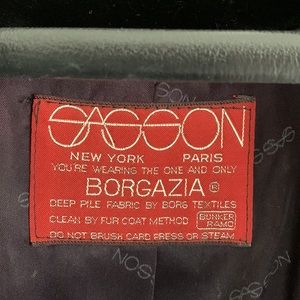 SASSON
NEW YORK PARIS
YOU'RE WEARING THE ONE AND ONLY
BORGAZIA ®
DEEP PILE FABRIC BY BORG TEXTILES
CLEAN BY FUR COAT METHOD BUNKER RAMO
DO NOT BRUSH CARD PRESS OR STEAM